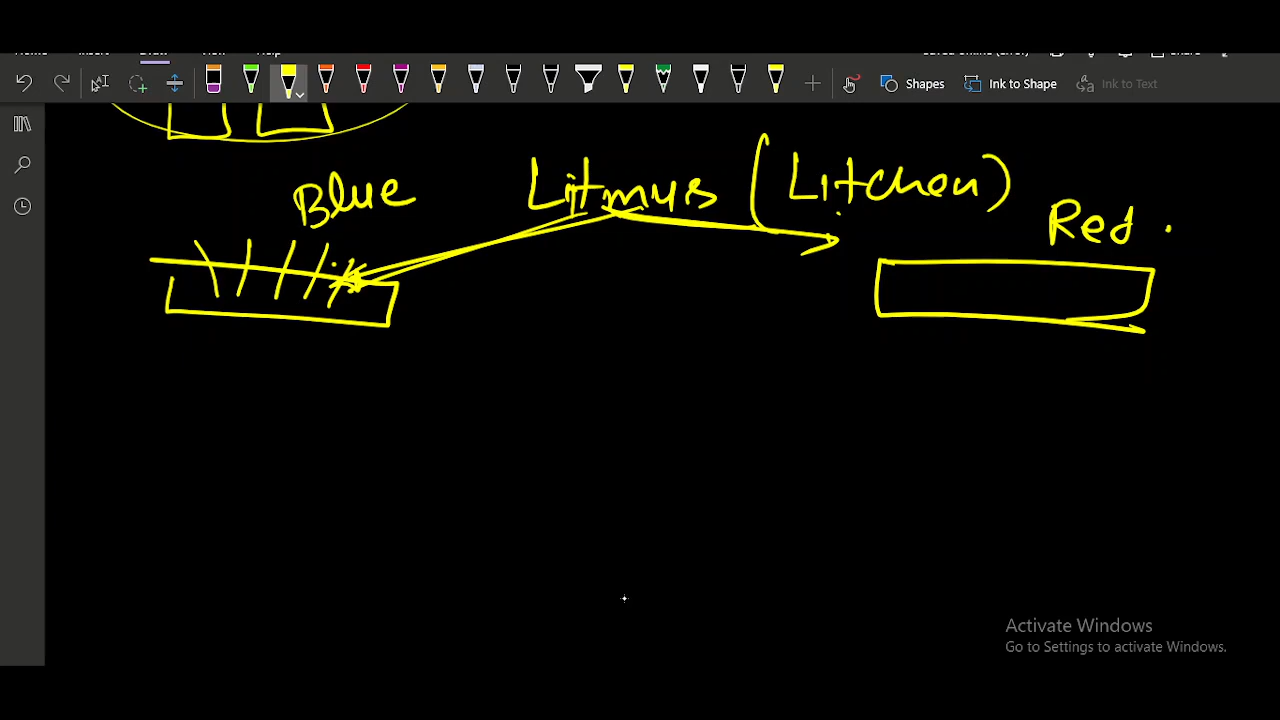 Shapes Ink to Shape Ink to Text
Blue Litmus (Litchen) Red .
Activate Windows
Go to Settings to activate Windows.